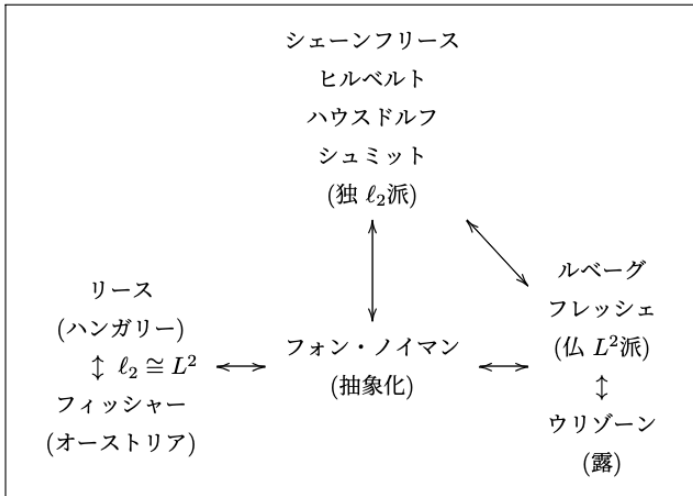 シェーンフリース
ヒルベルト
ハウスドルフ
シュミット
(独 ℓ₂派)
リース
(ハンガリー)
↕ ℓ₂ ≅ L²
フィッシャー
(オーストリア)
フォン・ノイマン
(抽象化)
ルベーグ
フレッシェ
(仏 L²派)
↕
ウリゾーン
(露)